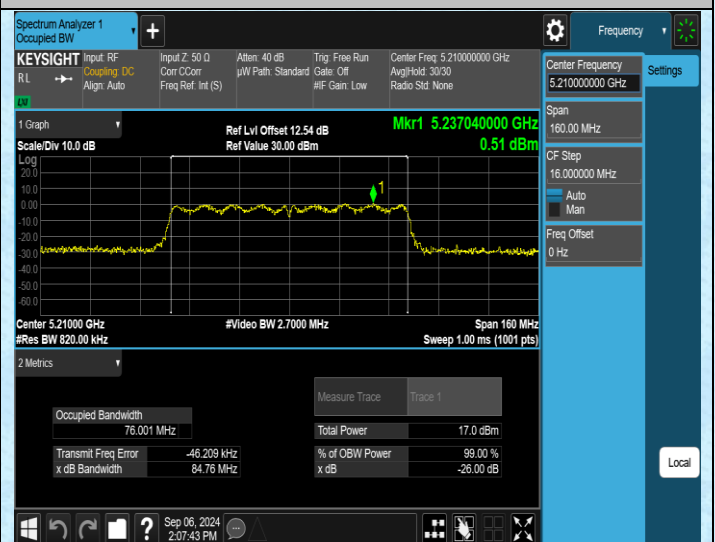 Spectrum Analyzer 1
Occupied BW
Frequency
KEYSIGHT
RL
Input: RF
Coupling: DC
Align: Auto
Input Z: 50 Ω
Corr CCorr
Freq Ref: Int (S)
Atten: 40 dB
µW Path: Standard
Trig: Free Run
Gate: Off
#IF Gain: Low
Center Freq: 5.210000000 GHz
Avg|Hold: 30/30
Radio Std: None
LXI
1 Graph
Scale/Div 10.0 dB
Ref Lvl Offset 12.54 dB
Ref Value 30.00 dBm
Mkr1 5.237040000 GHz
0.51 dBm
Log
20.0
10.0
0.00
-10.0
-20.0
-30.0
-40.0
-50.0
-60.0
1
Center 5.21000 GHz
#Res BW 820.00 kHz
#Video BW 2.7000 MHz
Span 160 MHz
Sweep 1.00 ms (1001 pts)
2 Metrics
Measure Trace Trace 1
Occupied Bandwidth
76.001 MHz
Total Power 17.0 dBm
Transmit Freq Error -46.209 kHz
% of OBW Power 99.00 %
x dB Bandwidth 84.76 MHz
x dB -26.00 dB
Center Frequency
5.210000000 GHz
Settings
Span
160.00 MHz
CF Step
16.000000 MHz
Auto
Man
Freq Offset
0 Hz
Local
?
Sep 06, 2024
2:07:43 PM